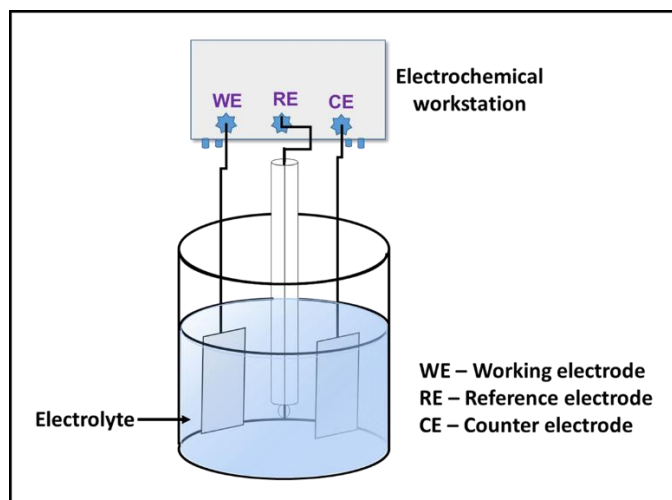 Electrochemical
workstation
WE RE CE
Electrolyte
WE – Working electrode
RE – Reference electrode
CE – Counter electrode